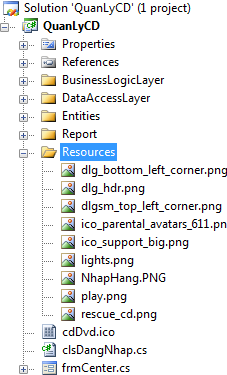 Solution 'QuanLyCD' (1 project)
QuanLyCD
Properties
References
BusinessLogicLayer
DataAccessLayer
Entities
Report
Resources
dlg_bottom_left_corner.png
dlg_hdr.png
dlgsm_top_left_corner.png
ico_parental_avatars_611.pn
ico_support_big.png
lights.png
NhapHang.PNG
play.png
rescue_cd.png
cdDvd.ico
clsDangNhap.cs
frmCenter.cs